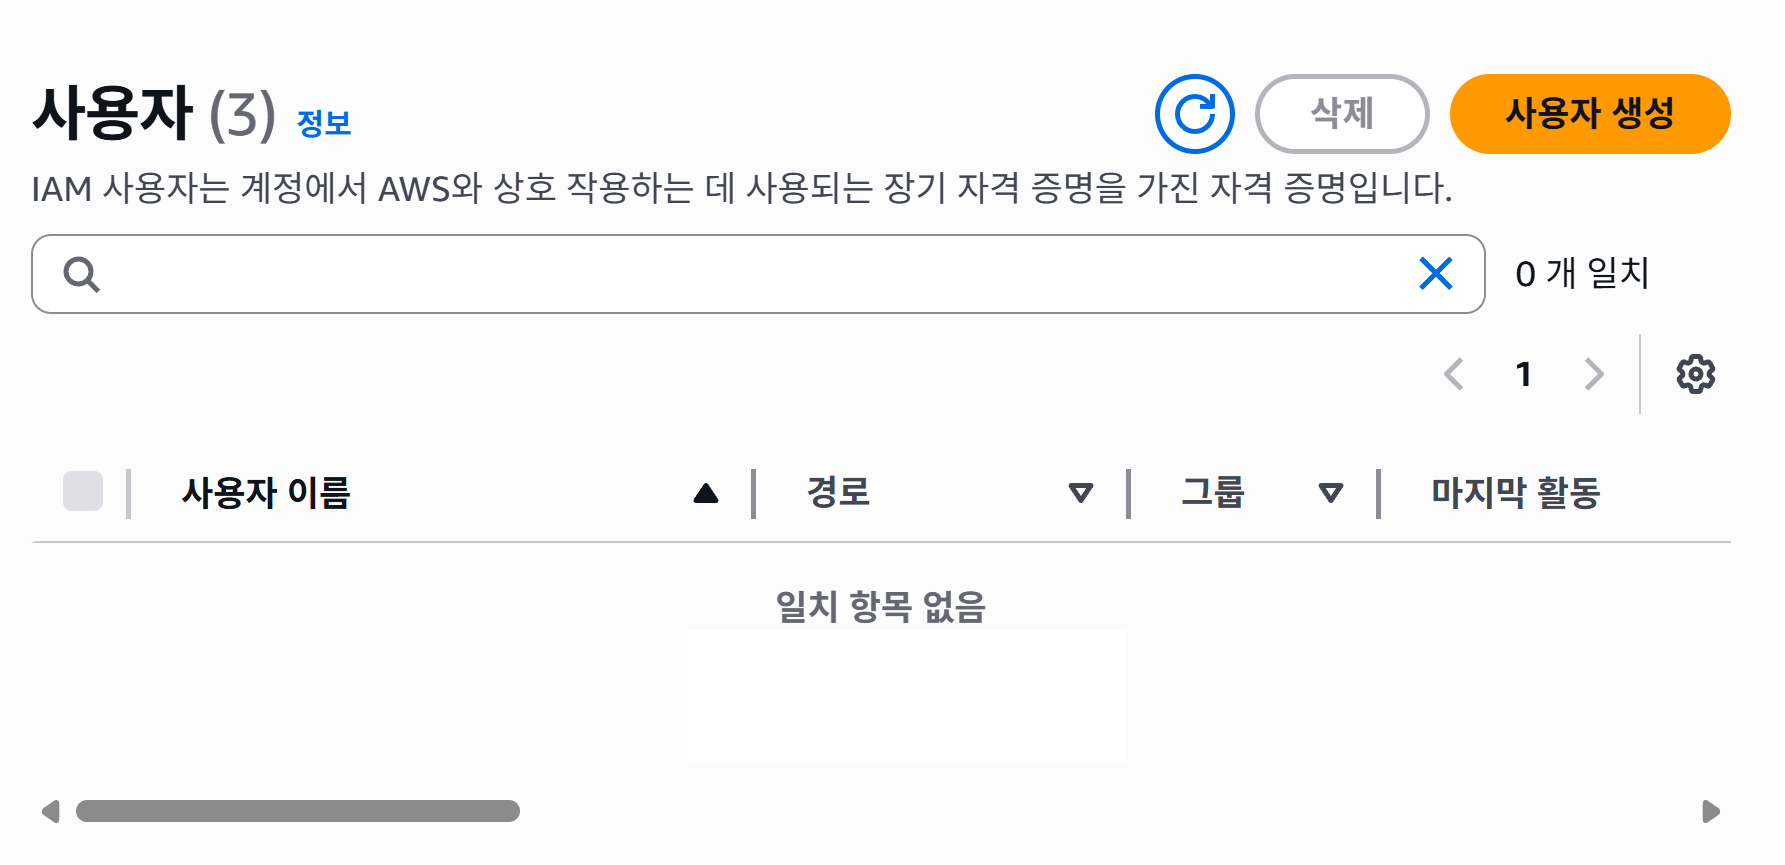 사용자 (3) 정보
삭제
사용자 생성
IAM 사용자는 계정에서 AWS와 상호 작용하는 데 사용되는 장기 자격 증명을 가진 자격 증명입니다.
0 개 일치
1
사용자 이름
경로
그룹
마지막 활동
일치 항목 없음